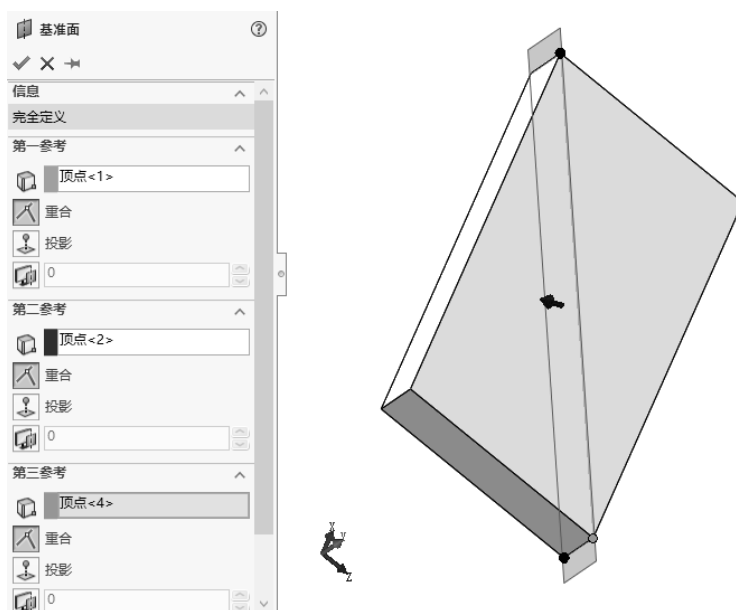 基准面
信息
完全定义
第一参考
顶点<1>
重合
投影
0
第二参考
顶点<2>
重合
投影
0
第三参考
顶点<4>
重合
投影
0
X
Y
Z